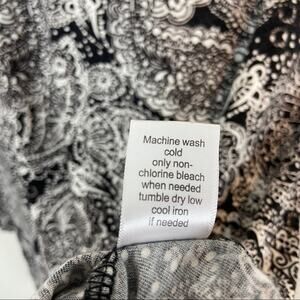 Machine wash
cold
only non-
chlorine bleach
when needed
tumble dry low
cool iron
if needed